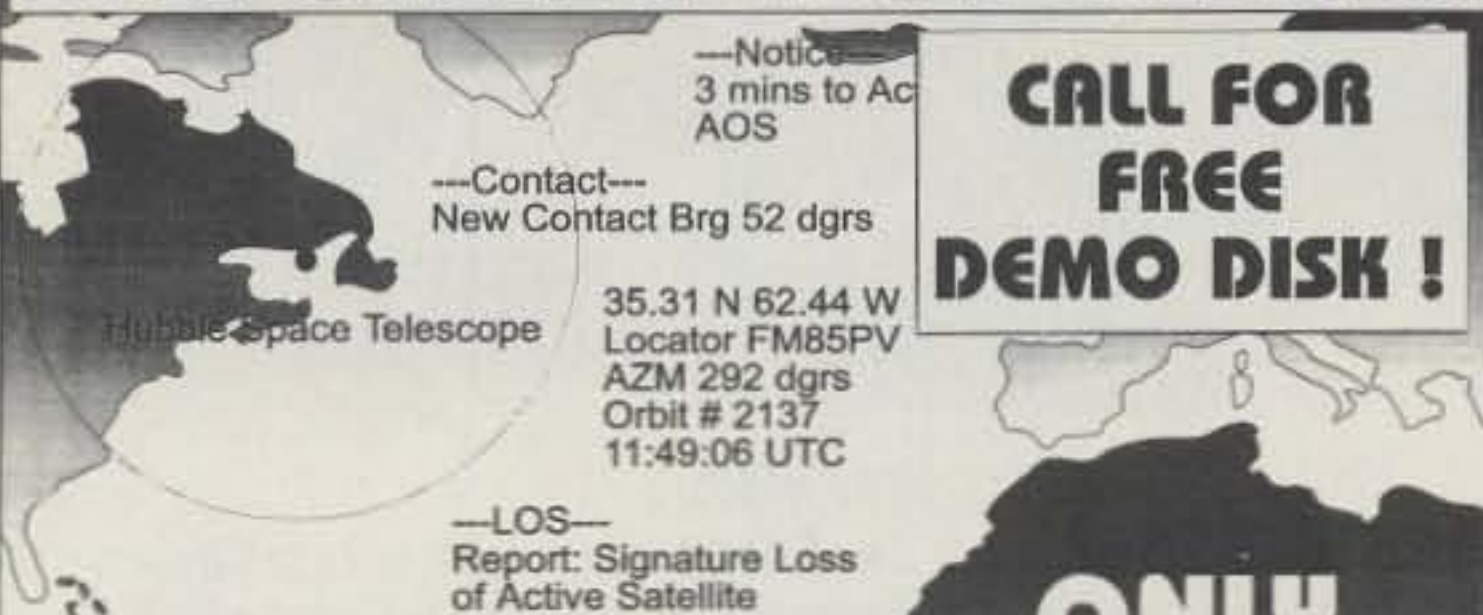 ---Notice---
3 mins to Ac
AOS
CALL FOR
FREE
DEMO DISK !
---Contact---
New Contact Brg 52 dgrs
Hubble Space Telescope
35.31 N 62.44 W
Locator FM85PV
AZM 292 dgrs
Orbit # 2137
11:49:06 UTC
---LOS---
Report: Signature Loss
of Active Satellite
ONLY